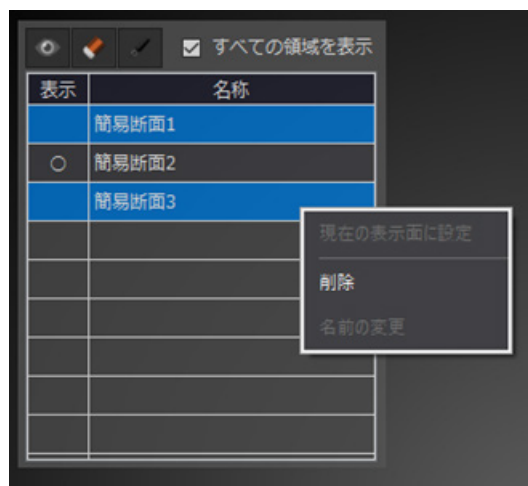 すべての領域を表示
表示 名称
簡易断面1
○ 簡易断面2
簡易断面3
現在の表示面に設定
削除
名前の変更